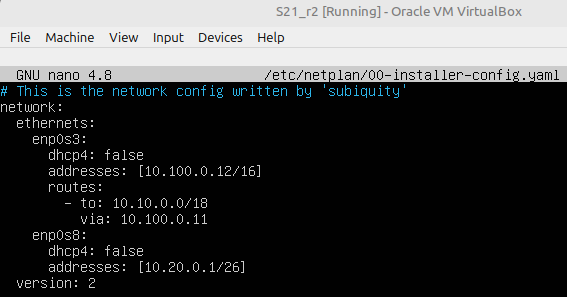 S21_r2 [Running] - Oracle VM VirtualBox
File Machine View Input Devices Help
GNU nano 4.8 /etc/netplan/00-installer-config.yaml
# This is the network config written by 'subiquity'
network:
  ethernets:
    enp0s3:
      dhcp4: false
      addresses: [10.100.0.12/16]
      routes:
        - to: 10.10.0.0/18
          via: 10.100.0.11
    enp0s8:
      dhcp4: false
      addresses: [10.20.0.1/26]
  version: 2